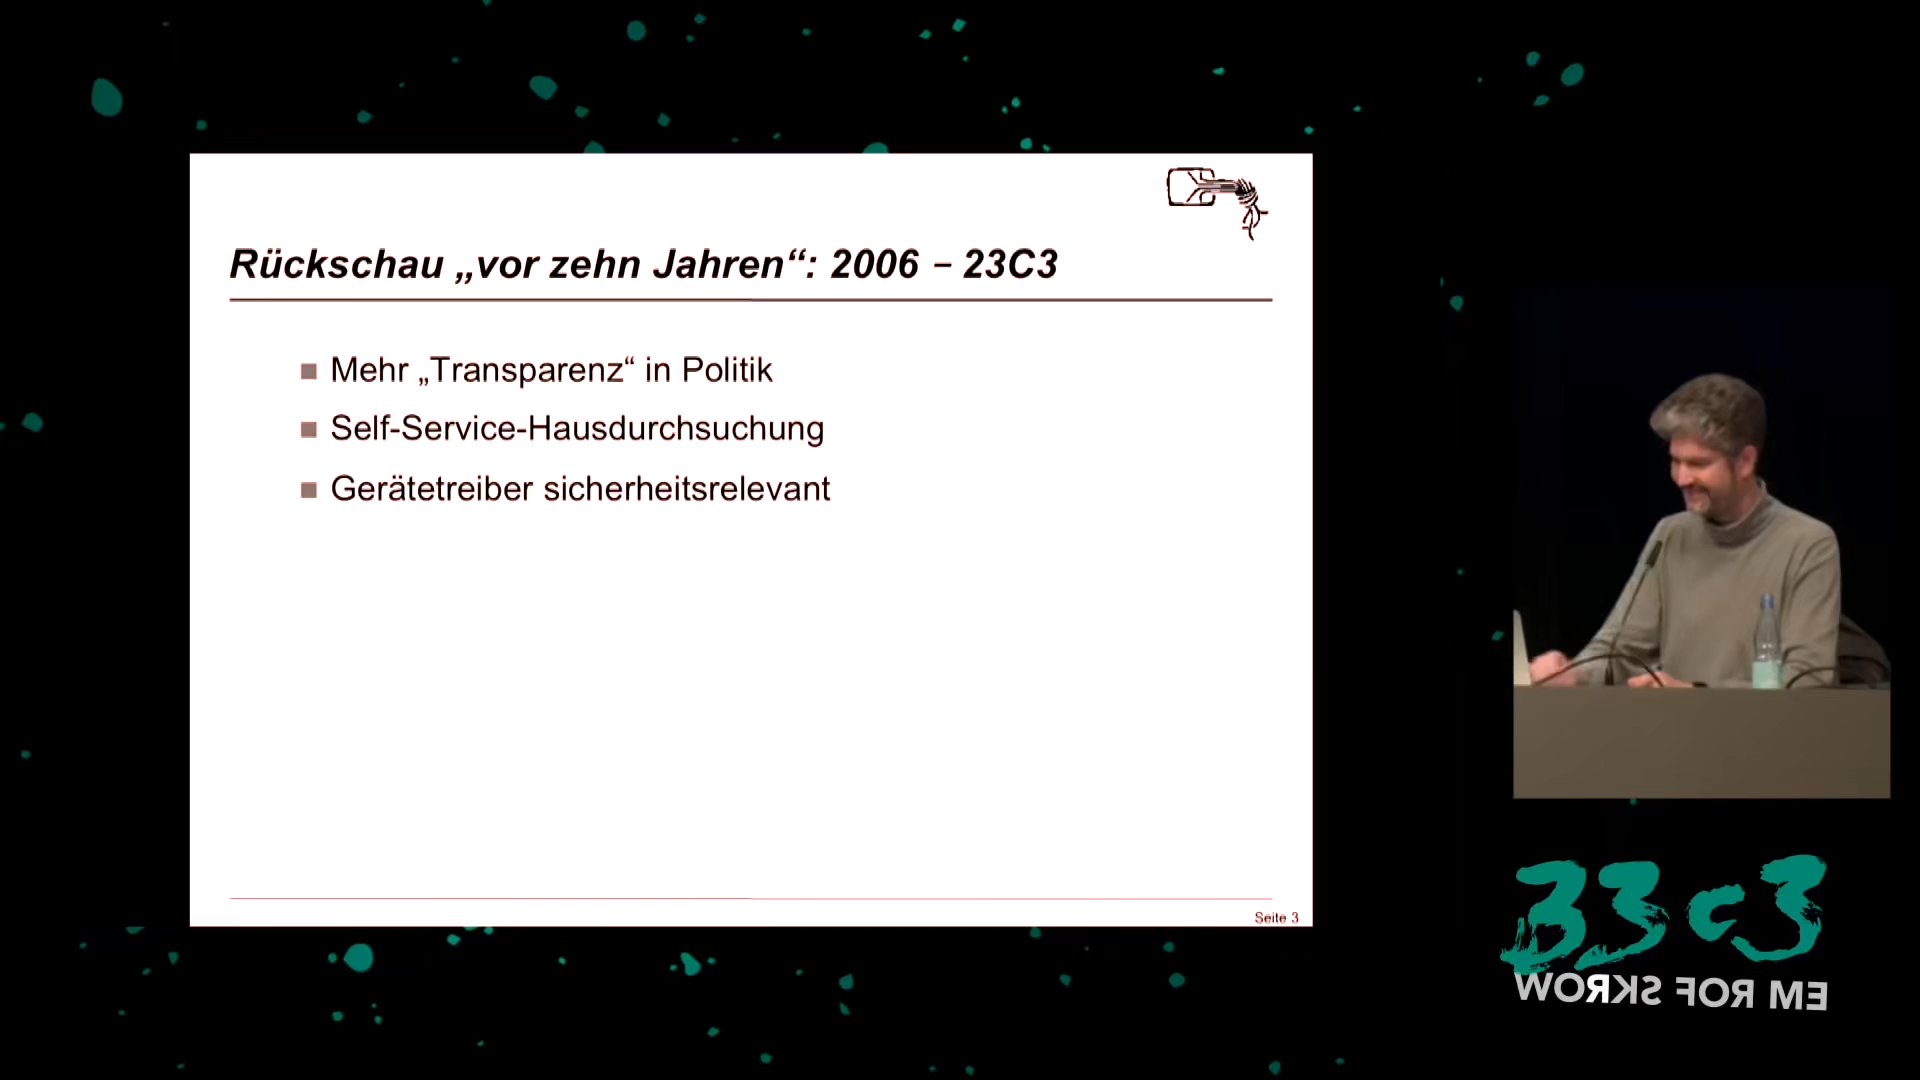 Rückschau „vor zehn Jahren“: 2006 – 23C3
Mehr „Transparenz“ in Politik
Self-Service-Hausdurchsuchung
Gerätetreiber sicherheitsrelevant
Seite 3
33c3
WORKS FOR ME